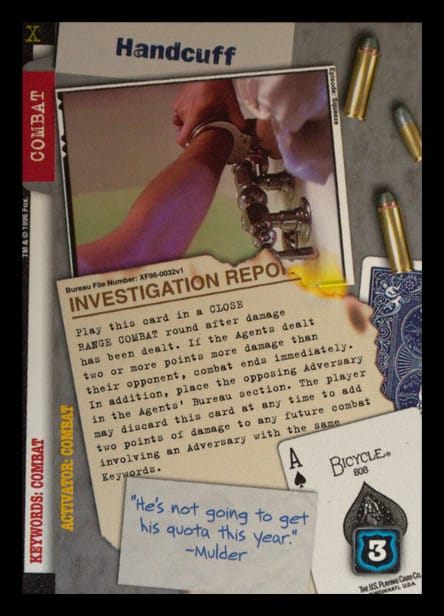 X
Handcuff
COMBAT
Episode: Squeeze
TM & © 1996 Fox.
Bureau File Number: XF96-0032v1
INVESTIGATION REPO
Play this card in a CLOSE
RANGE COMBAT round after damage
has been dealt. If the Agents dealt
two or more points more damage than
their opponent, combat ends immediately.
In addition, place the opposing Adversary
in the Agents' Bureau section. The player
may discard this card at any time to add
two points of damage to any future combat
involving an Adversary with the same
Keywords.
KEYWORDS: COMBAT
ACTIVATOR: COMBAT
A
BICYCLE®
808
"He's not going to get
his quota this year."
-Mulder
3
The U.S. Playing Card Co.
CINCINNATI, U.S.A.